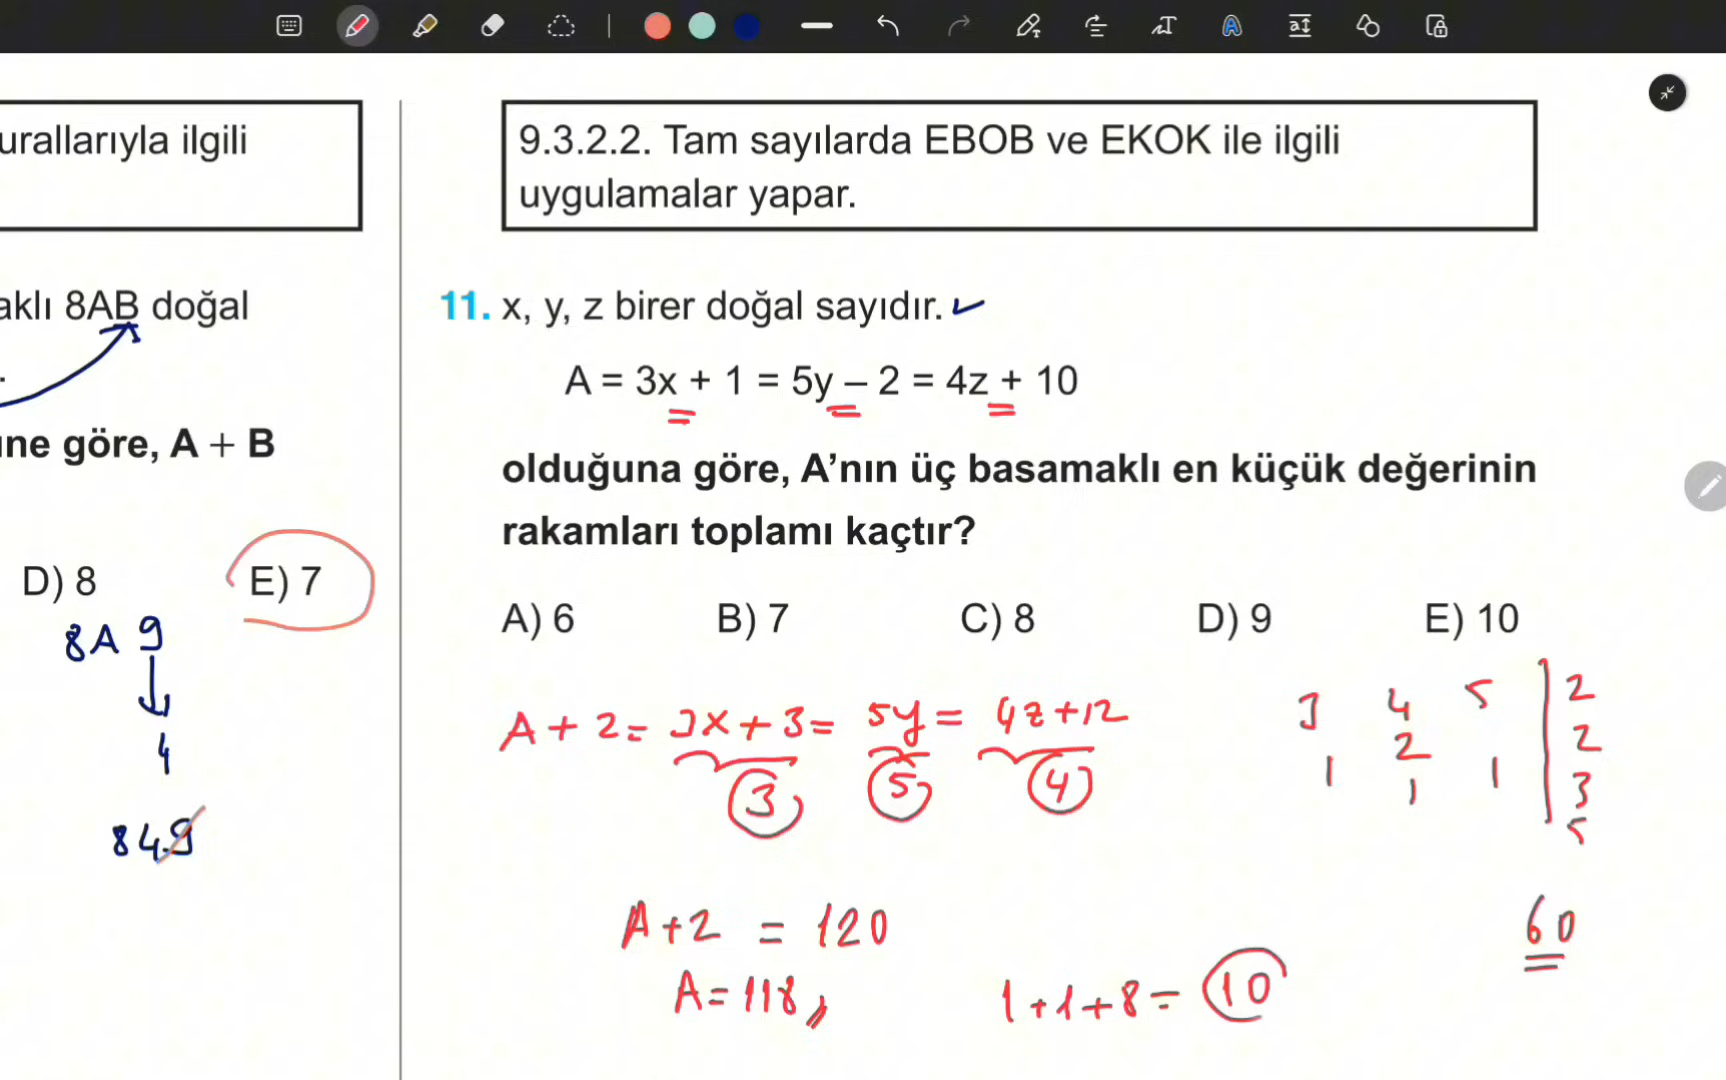 urallarıyla ilgili
aklı 8AB doğal
.
üne göre, A + B
D) 8
E) 7
8A 9
4
849
9.3.2.2. Tam sayılarda EBOB ve EKOK ile ilgili
uygulamalar yapar.
11. x, y, z birer doğal sayıdır.
A = 3x + 1 = 5y – 2 = 4z + 10
olduğuna göre, A’nın üç basamaklı en küçük değerinin
rakamları toplamı kaçtır?
A) 6
B) 7
C) 8
D) 9
E) 10
A + 2 = 3x + 3 = 5y = 4z + 12
3
5
4
3 4 5 2
2 2
1 1 1 3
5
60
A + 2 = 120
A = 118
1 + 1 + 8 = 10